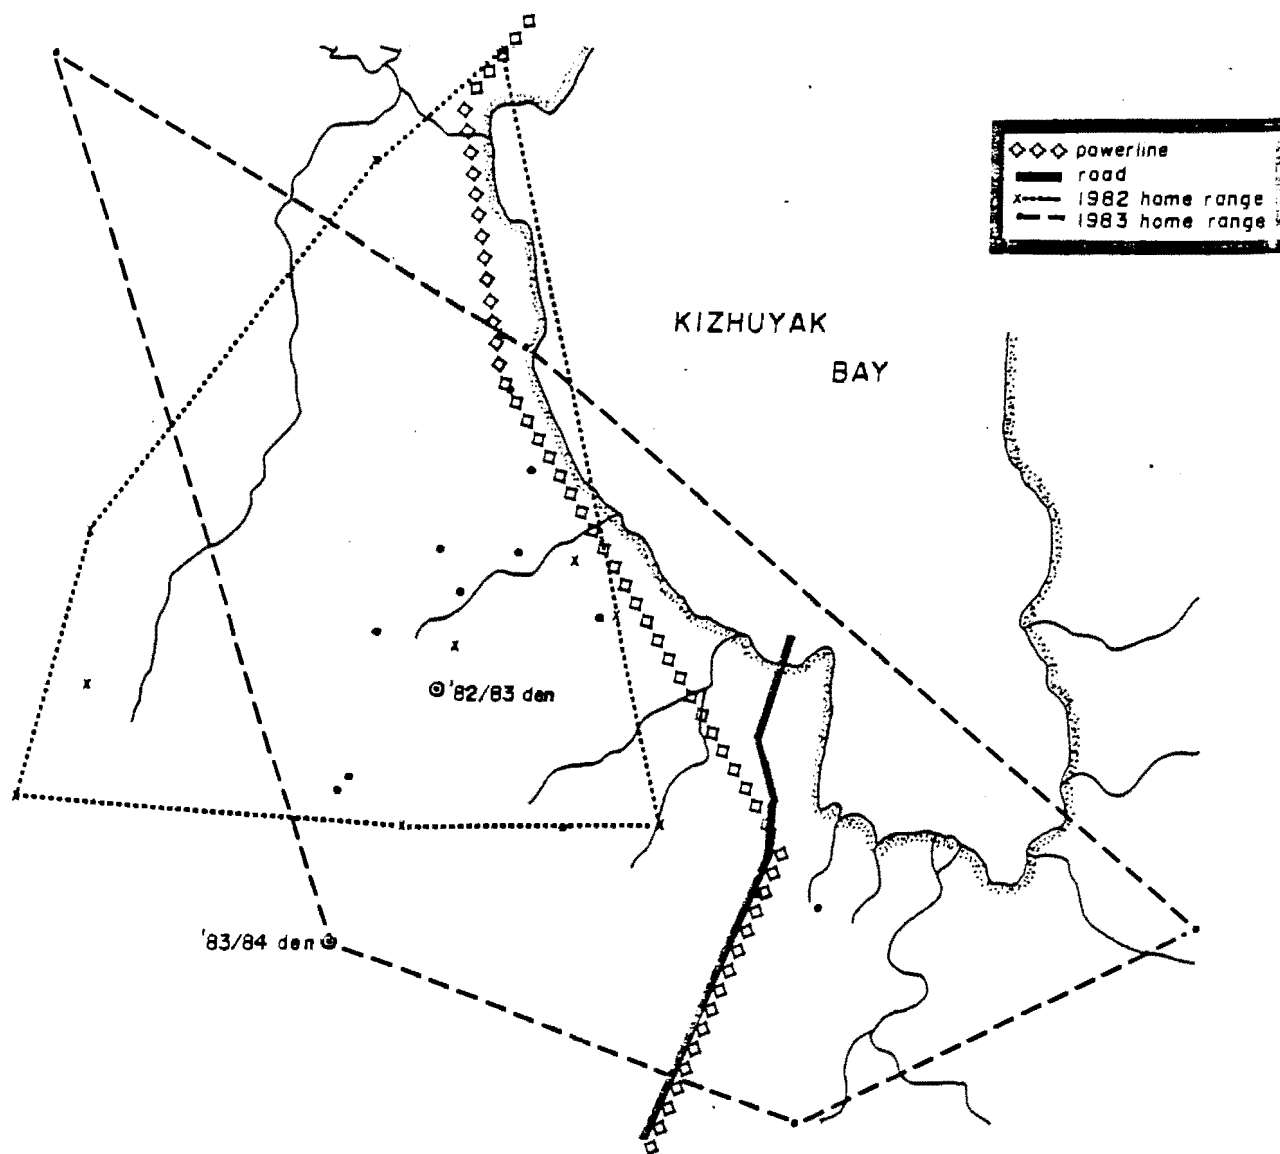 powerline
road
x 1982 home range
1983 home range
KIZHUYAK
BAY
'82/83 den
'83/84 den